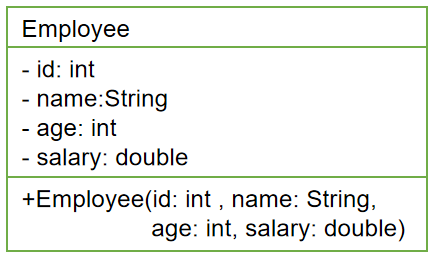 Employee
- id: int
- name:String
- age: int
- salary: double
+Employee(id: int , name: String,
age: int, salary: double)